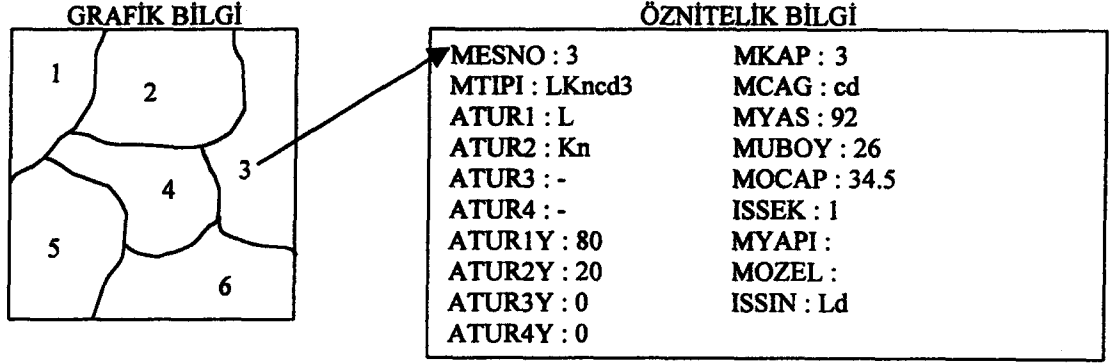 GRAFİK BİLGİ
1
2
3
4
5
6
ÖZNİTELİK BİLGİ
MESNO : 3
MTIPI : LKncd3
ATUR1 : L
ATUR2 : Kn
ATUR3 : -
ATUR4 : -
ATUR1Y : 80
ATUR2Y : 20
ATUR3Y : 0
ATUR4Y : 0
MKAP : 3
MCAG : cd
MYAS : 92
MUBOY : 26
MOCAP : 34.5
ISSEK : 1
MYAPI :
MOZEL :
ISSIN : Ld